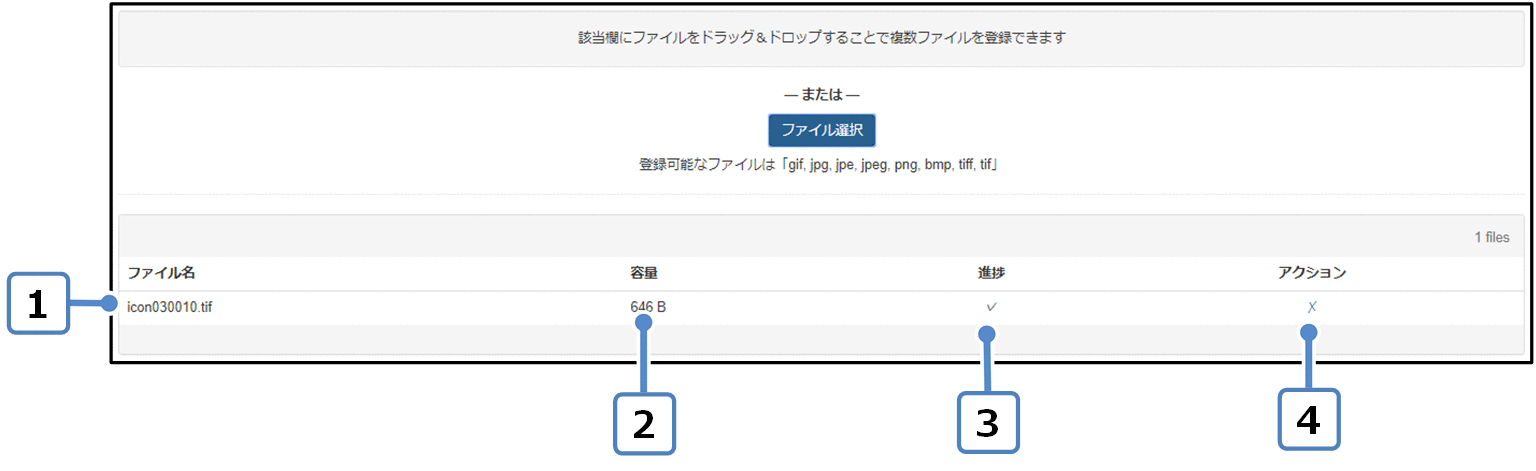 該当欄にファイルをドラッグ＆ドロップすることで複数ファイルを登録できます
― または ―
ファイル選択
登録可能なファイルは「gif, jpg, jpe, jpeg, png, bmp, tiff, tif」
1 files
ファイル名 容量 進捗 アクション
1 icon030010.tif 646 B ✓ X
2 3 4